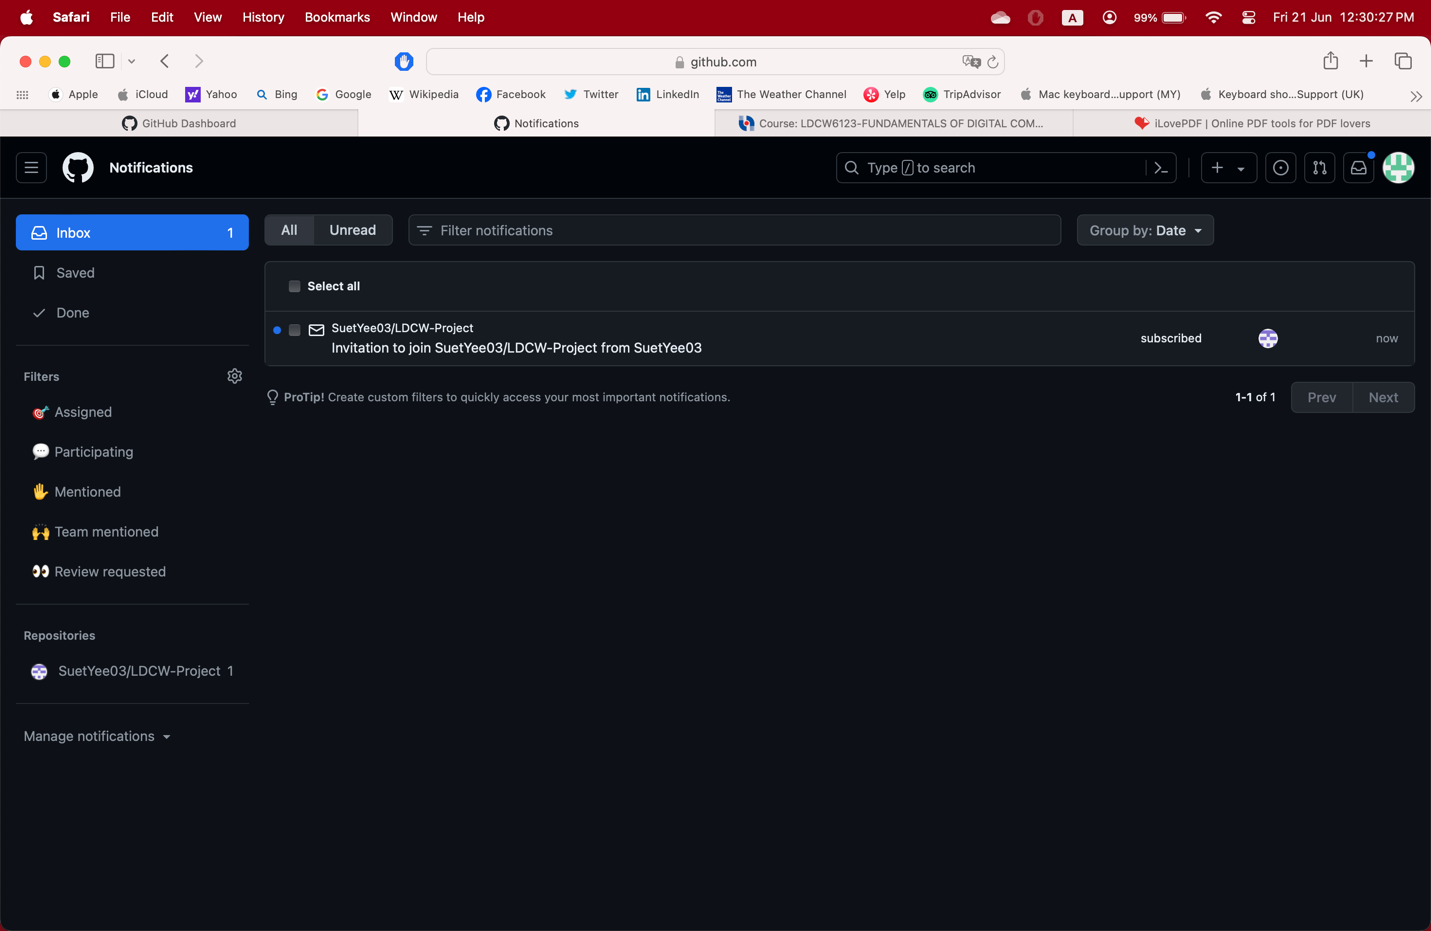 Safari File Edit View History Bookmarks Window Help A 99% Fri 21 Jun 12:30:27 PM
github.com
Apple iCloud Yahoo Bing Google Wikipedia Facebook Twitter LinkedIn The Weather Channel Yelp TripAdvisor Mac keyboard...upport (MY) Keyboard sho...Support (UK)
GitHub Dashboard Notifications Course: LDCW6123-FUNDAMENTALS OF DIGITAL COM... iLovePDF | Online PDF tools for PDF lovers
Notifications Type / to search
Inbox 1 All Unread Filter notifications Group by: Date
Saved
Select all
Done
SuetYee03/LDCW-Project
Invitation to join SuetYee03/LDCW-Project from SuetYee03 subscribed now
Filters
ProTip! Create custom filters to quickly access your most important notifications. 1-1 of 1 Prev Next
Assigned
Participating
Mentioned
Team mentioned
Review requested
Repositories
SuetYee03/LDCW-Project 1
Manage notifications